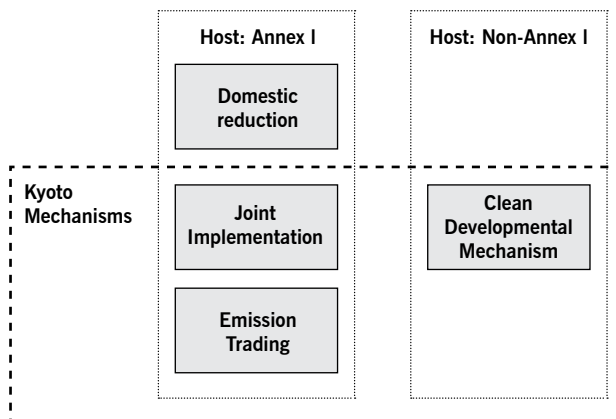 Host: Annex I
Host: Non-Annex I
Domestic
reduction
Kyoto
Mechanisms
Joint
Implementation
Clean
Developmental
Mechanism
Emission
Trading